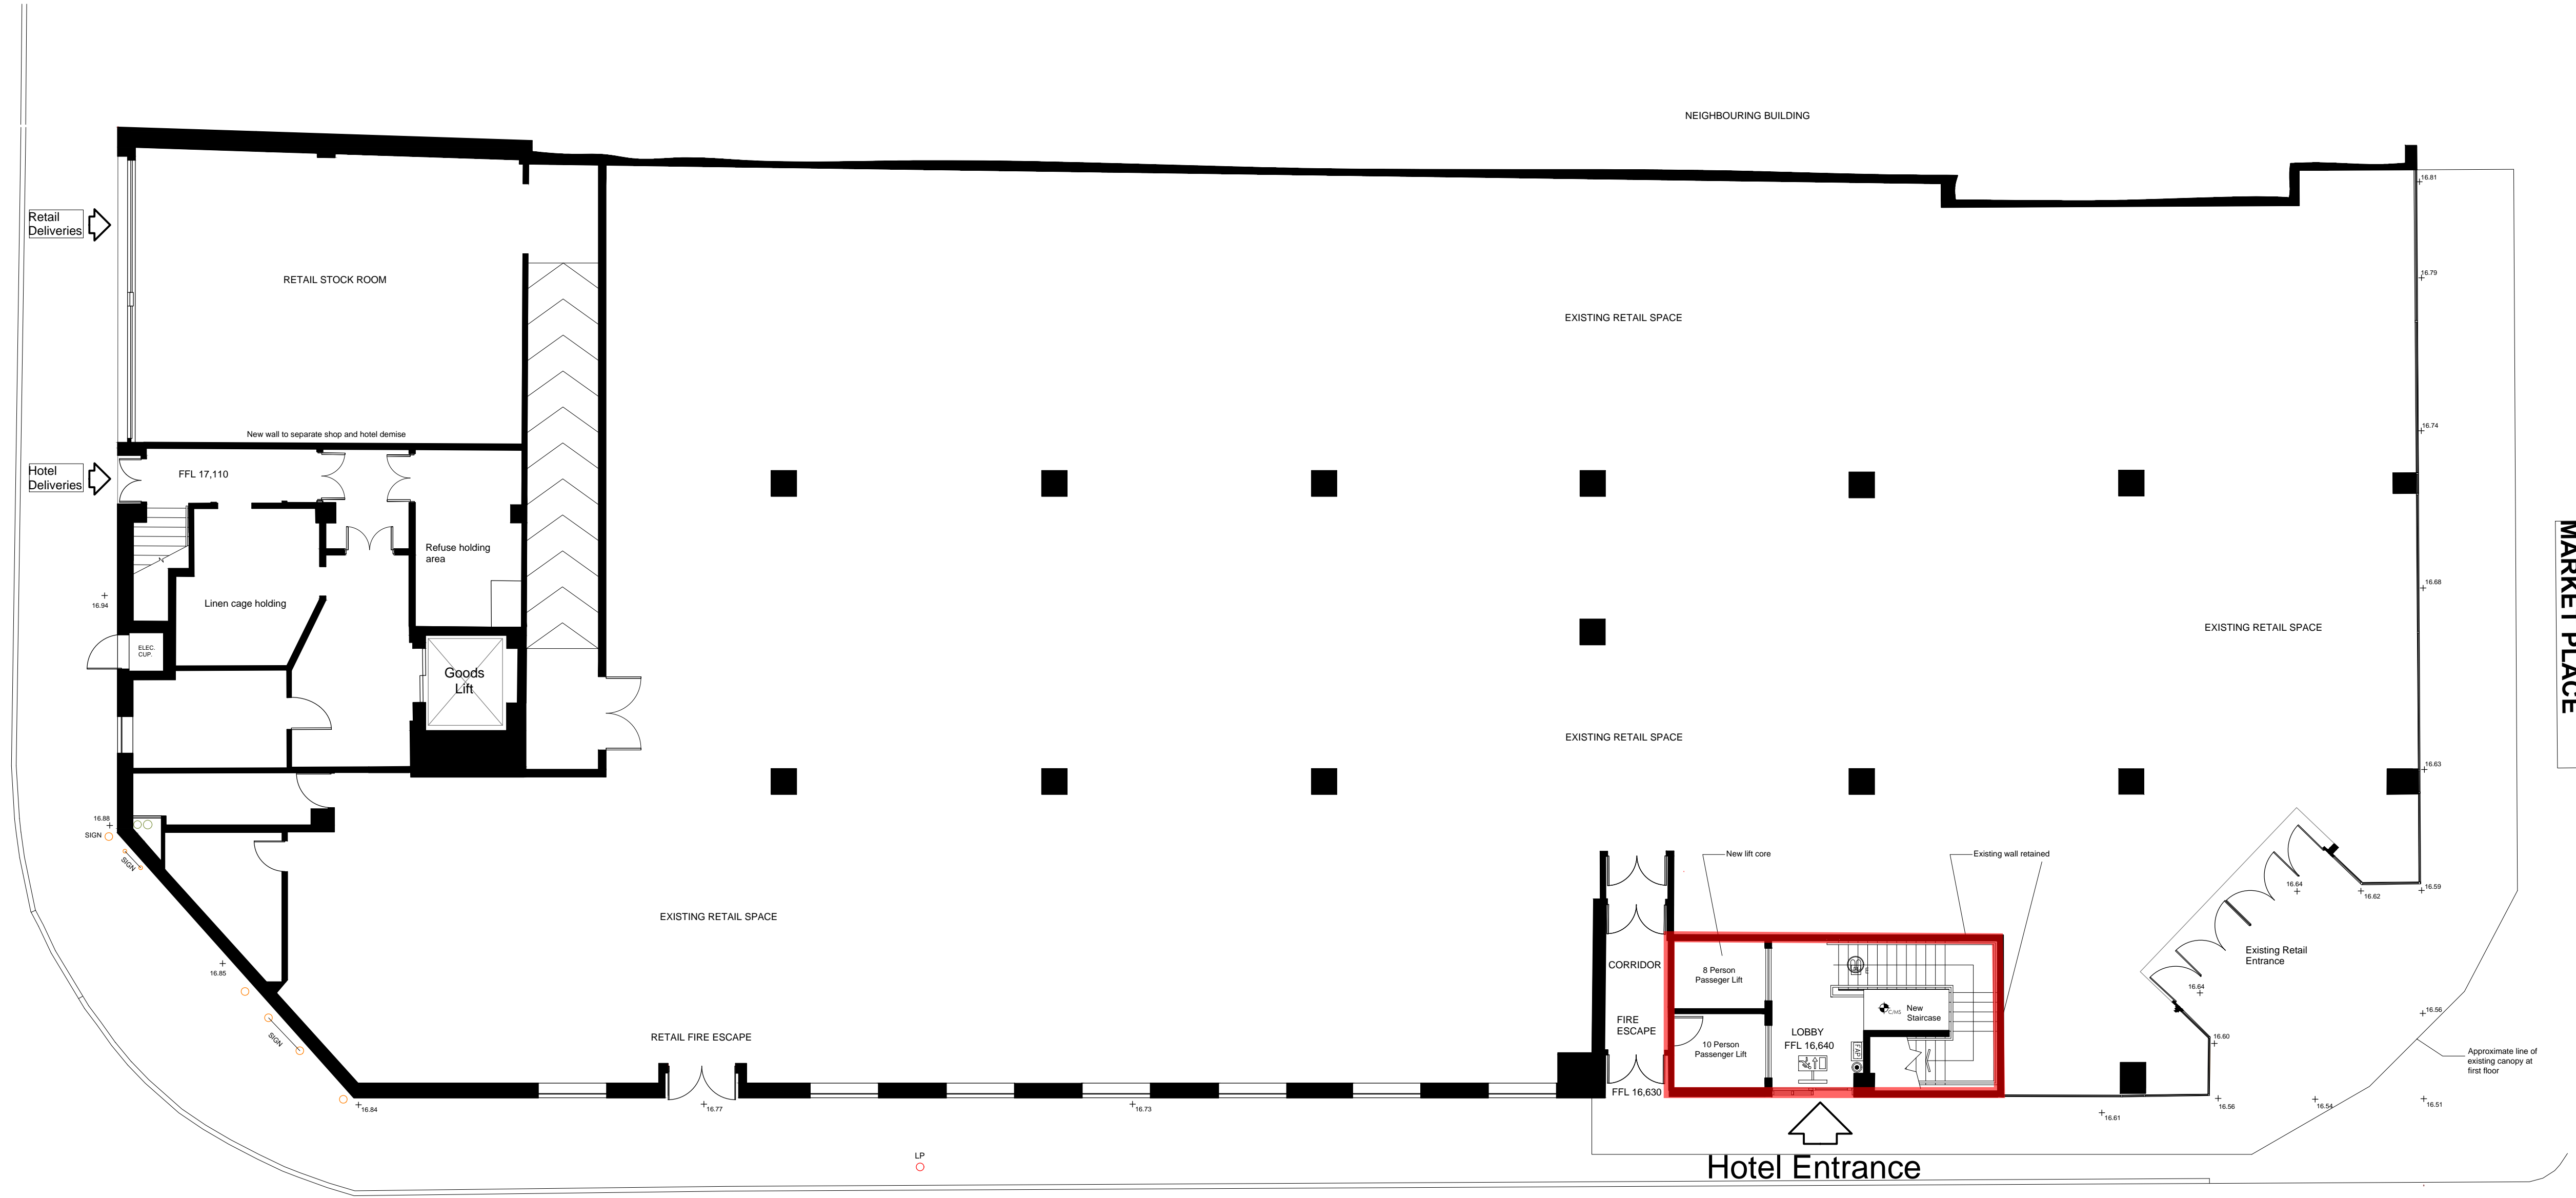 NEIGHBOURING BUILDING
16.81
Retail
Deliveries
16.79
RETAIL STOCK ROOM
EXISTING RETAIL SPACE
New wall to separate shop and hotel demise
16.74
Hotel
Deliveries
FFL 17,110
MARKET PLACE
Refuse holding
area
16.68
16.94
Linen cage holding
EXISTING RETAIL SPACE
ELEC.
CUP.
Goods
Lift
EXISTING RETAIL SPACE
16.63
16.88
SIGN
SIGN
New lift core
Existing wall retained
16.64
16.59
16.62
EXISTING RETAIL SPACE
Existing Retail
Entrance
CORRIDOR
8 Person
Passeger Lift
16.85
16.64
C/MS
New
Staircase
16.56
FIRE
ESCAPE
LOBBY
FFL 16,640
FAP
SIGN
RETAIL FIRE ESCAPE
10 Person
Passenger Lift
16.60
Approximate line of
existing canopy at
first floor
FFL 16,630
16.84
16.77
16.73
16.61
16.56
16.54
16.51
LP
Hotel Entrance